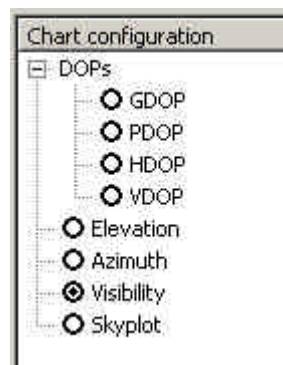 Chart configuration
DOPs
GDOP
PDOP
HDOP
VDOP
Elevation
Azimuth
Visibility
Skyplot